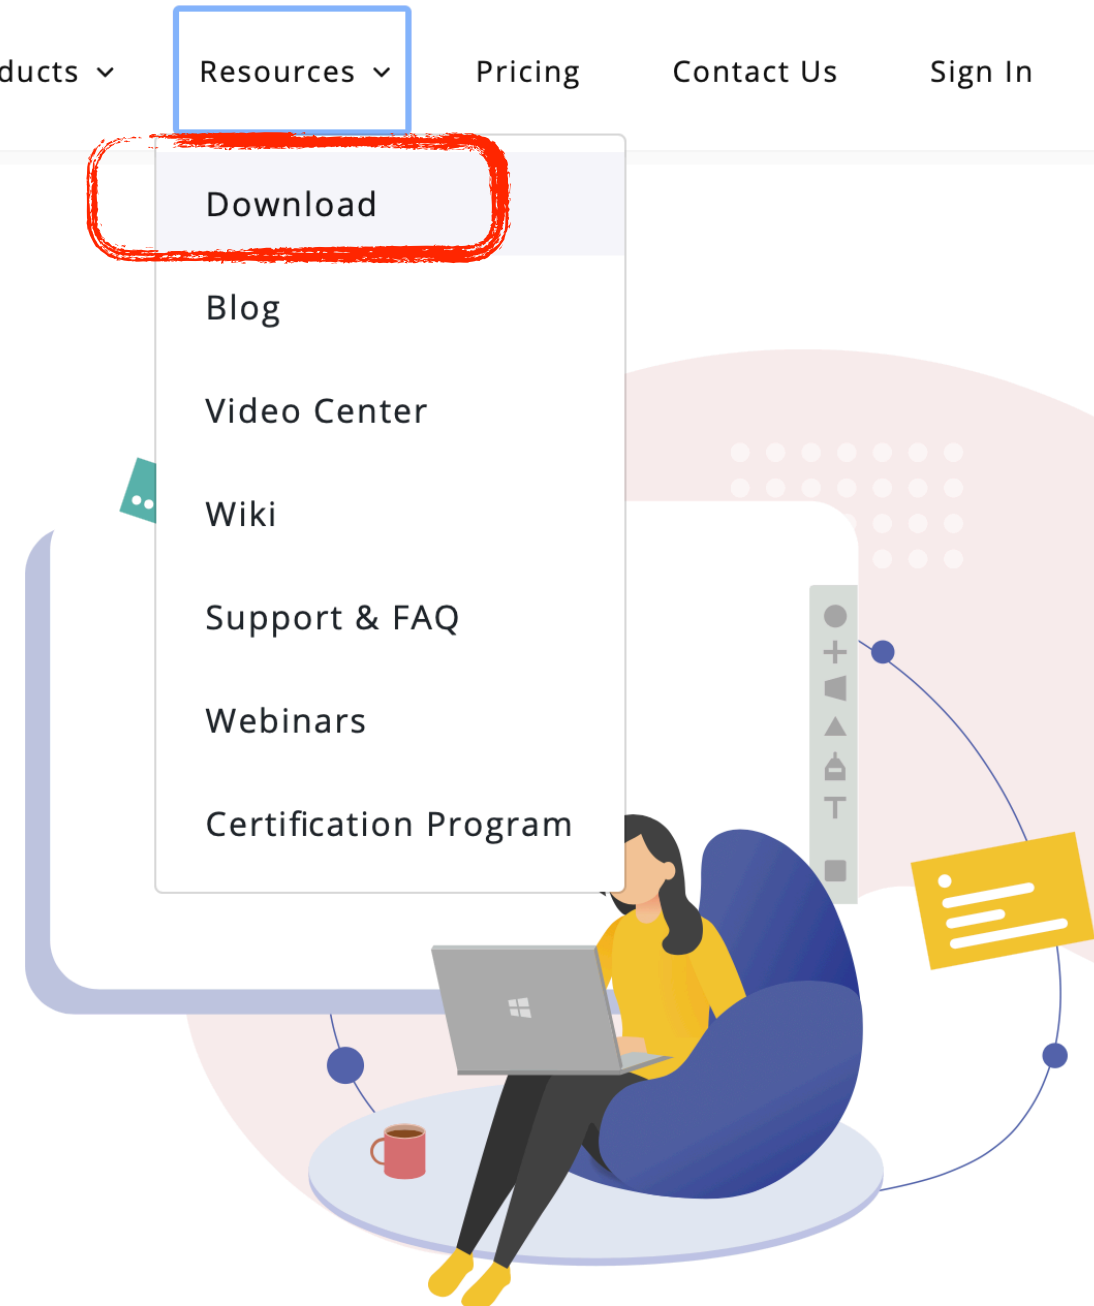 ducts
Resources
Pricing
Contact Us
Sign In
Download
Blog
Video Center
Wiki
Support & FAQ
Webinars
Certification Program
T